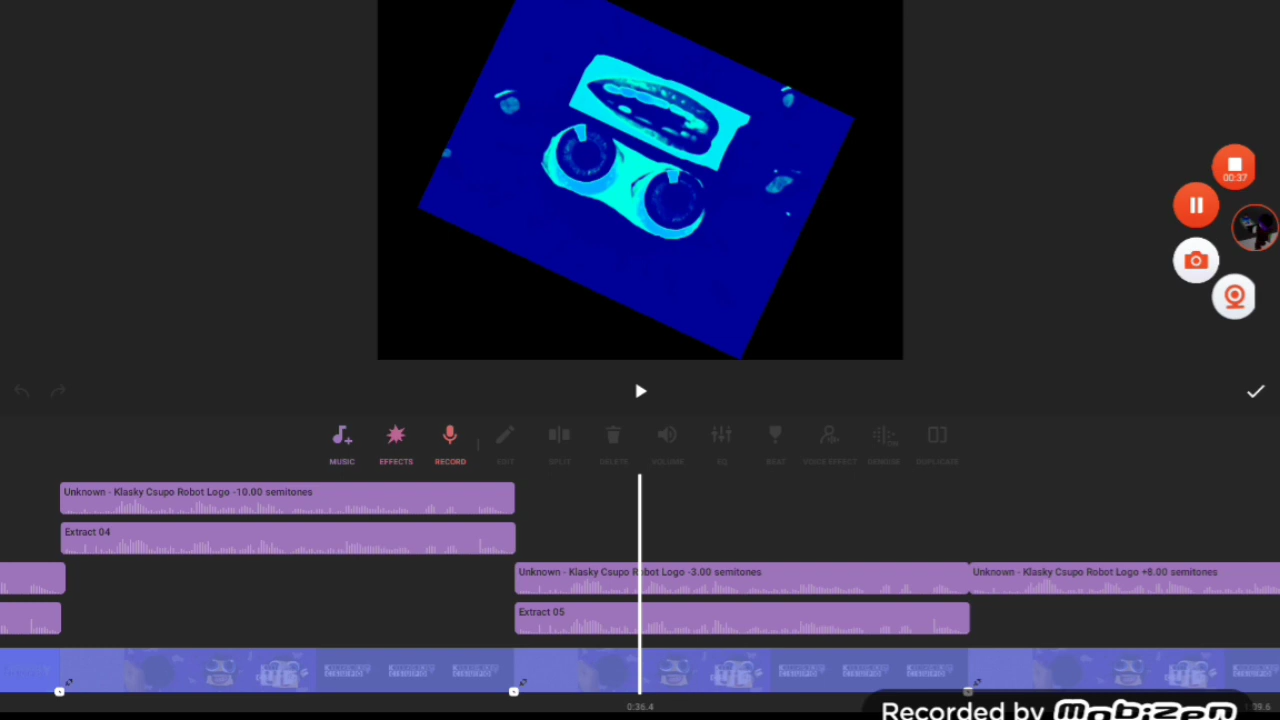 00:37
MUSIC EFFECTS RECORD EDIT SPLIT DELETE VOLUME EQ BEAT VOICE EFFECT DENOISE DUPLICATE
Unknown - Klasky Csupo Robot Logo -10.00 semitones
Extract 04
Unknown - Klasky Csupo Robot Logo -3.00 semitones
Unknown - Klasky Csupo Robot Logo +8.00 semitones
Extract 05
0:36.4
Recorded by MOBIZEN